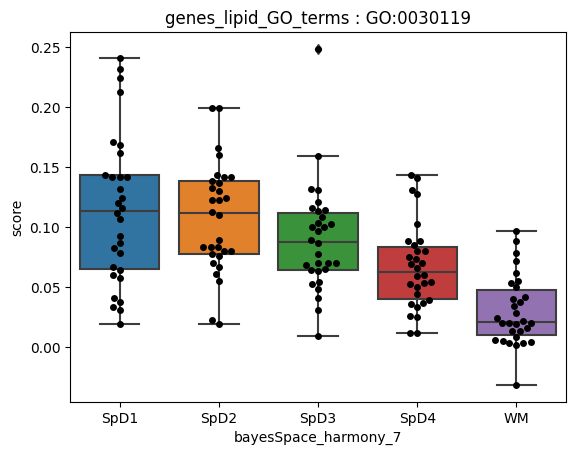 genes_lipid_GO_terms : GO:0030119
score
0.25
0.20
0.15
0.10
0.05
0.00
SpD1 SpD2 SpD3 SpD4 WM
bayesSpace_harmony_7